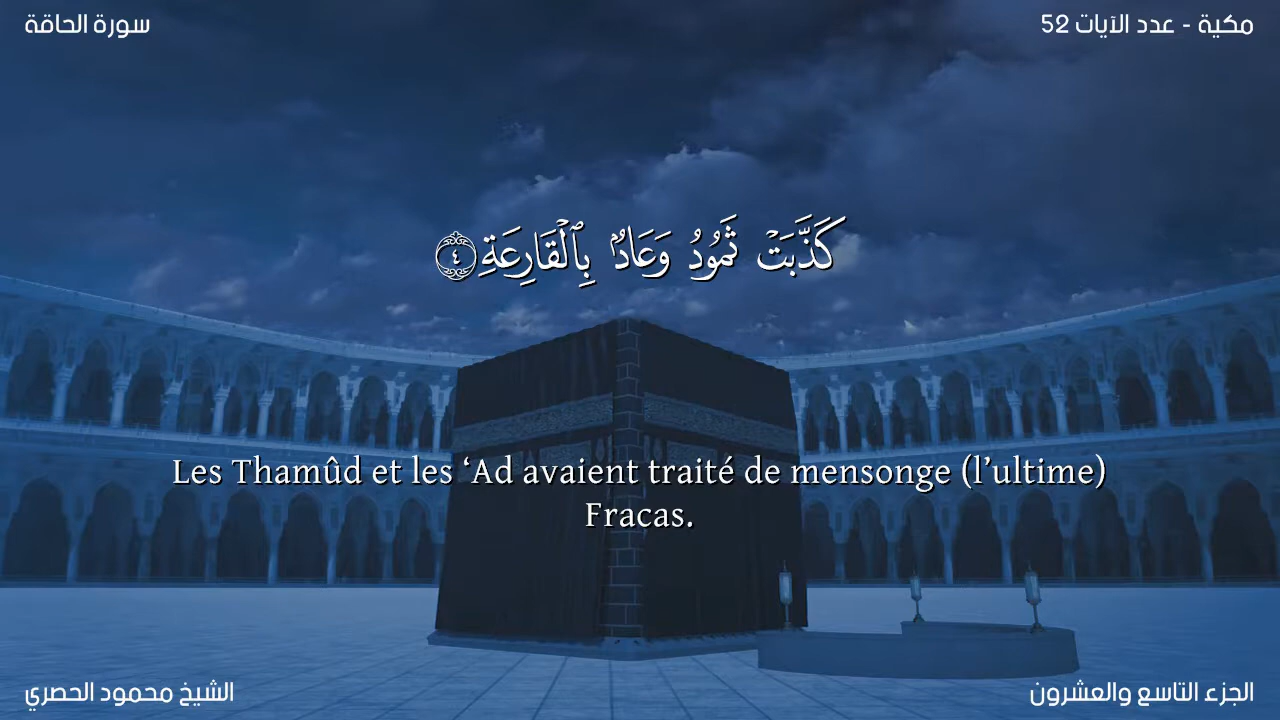 مكية - عدد الآيات 52
سورة الحاقة
كَذَّبَتْ ثَمُودُ وَعَادٌۢ بِٱلْقَارِعَةِ ٤
Les Thamûd et les ‘Ad avaient traité de mensonge (l’ultime)
Fracas.
الجزء التاسع والعشرون
الشيخ محمود الحصري